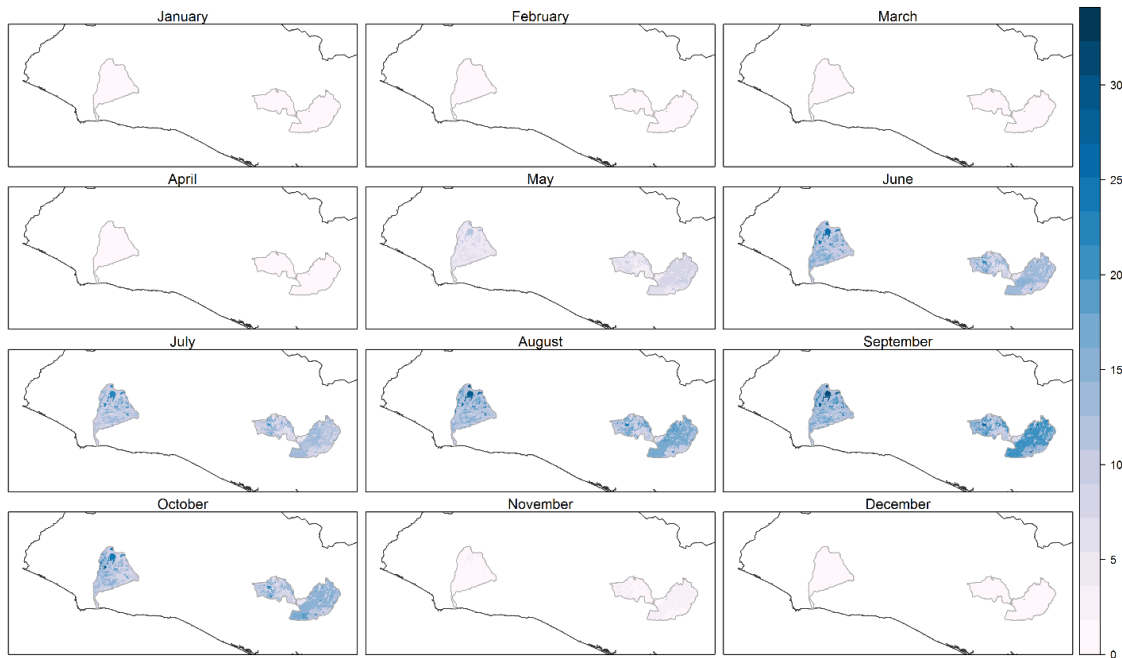 January
February
March
April
May
June
July
August
September
October
November
December
30
25
20
15
10
5
0